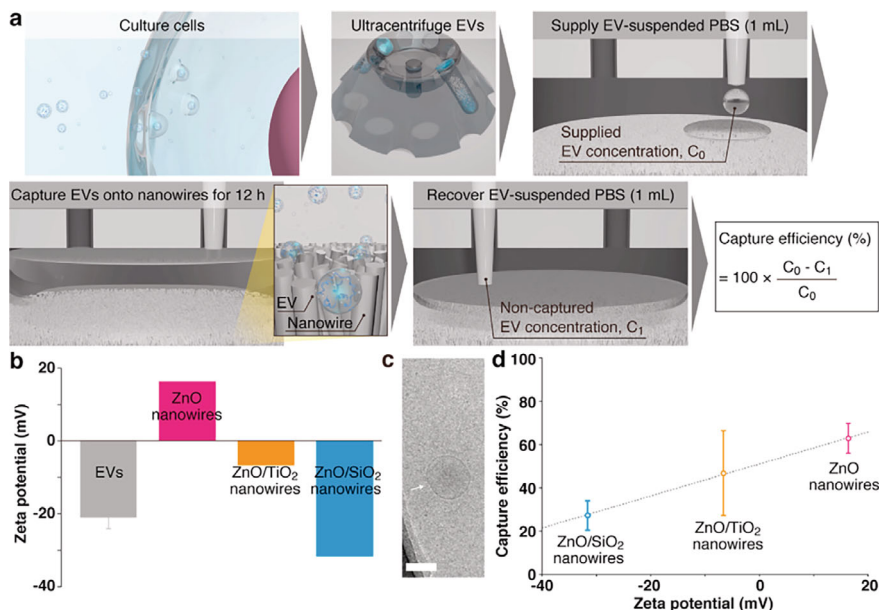 a
Culture cells
Ultracentrifuge EVs
Supply EV-suspended PBS (1 mL)
Supplied
EV concentration, C₀
Capture EVs onto nanowires for 12 h
EV
Nanowire
Recover EV-suspended PBS (1 mL)
Non-captured
EV concentration, C₁
Capture efficiency (%)
= 100 × (C₀ - C₁) / C₀
b
Zeta potential (mV)
20
0
-20
-40
EVs
ZnO
nanowires
ZnO/TiO₂
nanowires
ZnO/SiO₂
nanowires
c
d
Capture efficiency (%)
100
80
60
40
20
0
ZnO/SiO₂
nanowires
ZnO/TiO₂
nanowires
ZnO
nanowires
-40
-20
0
20
Zeta potential (mV)